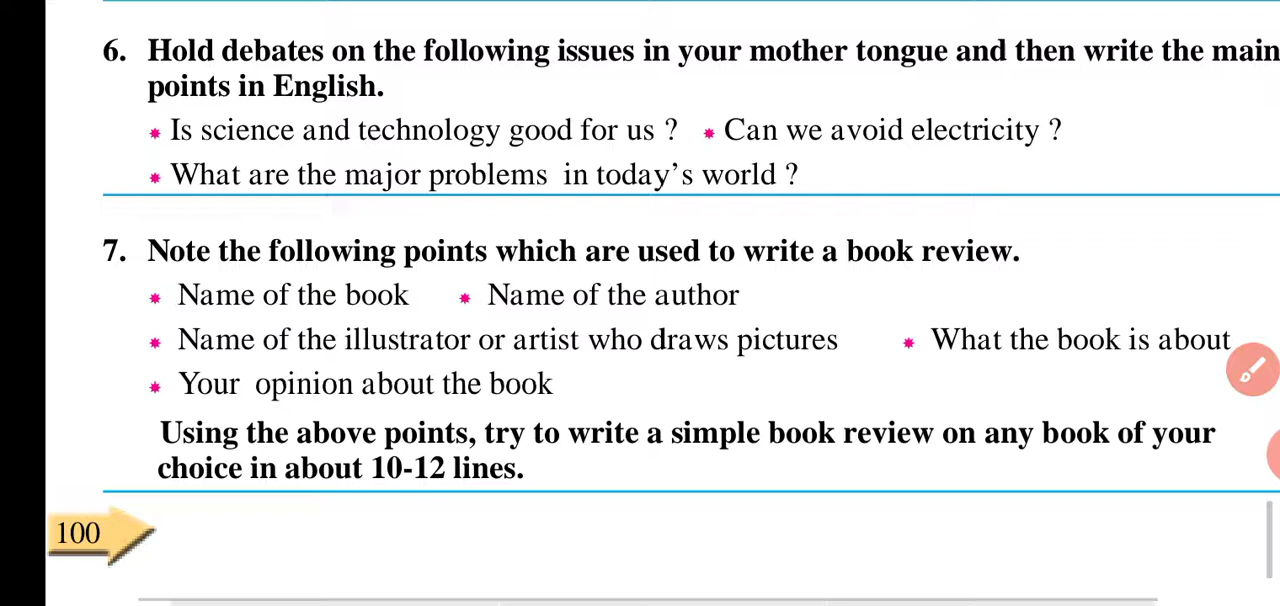 6. Hold debates on the following issues in your mother tongue and then write the main
points in English.
* Is science and technology good for us ? * Can we avoid electricity ?
* What are the major problems in today's world ?
7. Note the following points which are used to write a book review.
* Name of the book * Name of the author
* Name of the illustrator or artist who draws pictures * What the book is about
* Your opinion about the book
Using the above points, try to write a simple book review on any book of your
choice in about 10-12 lines.
100